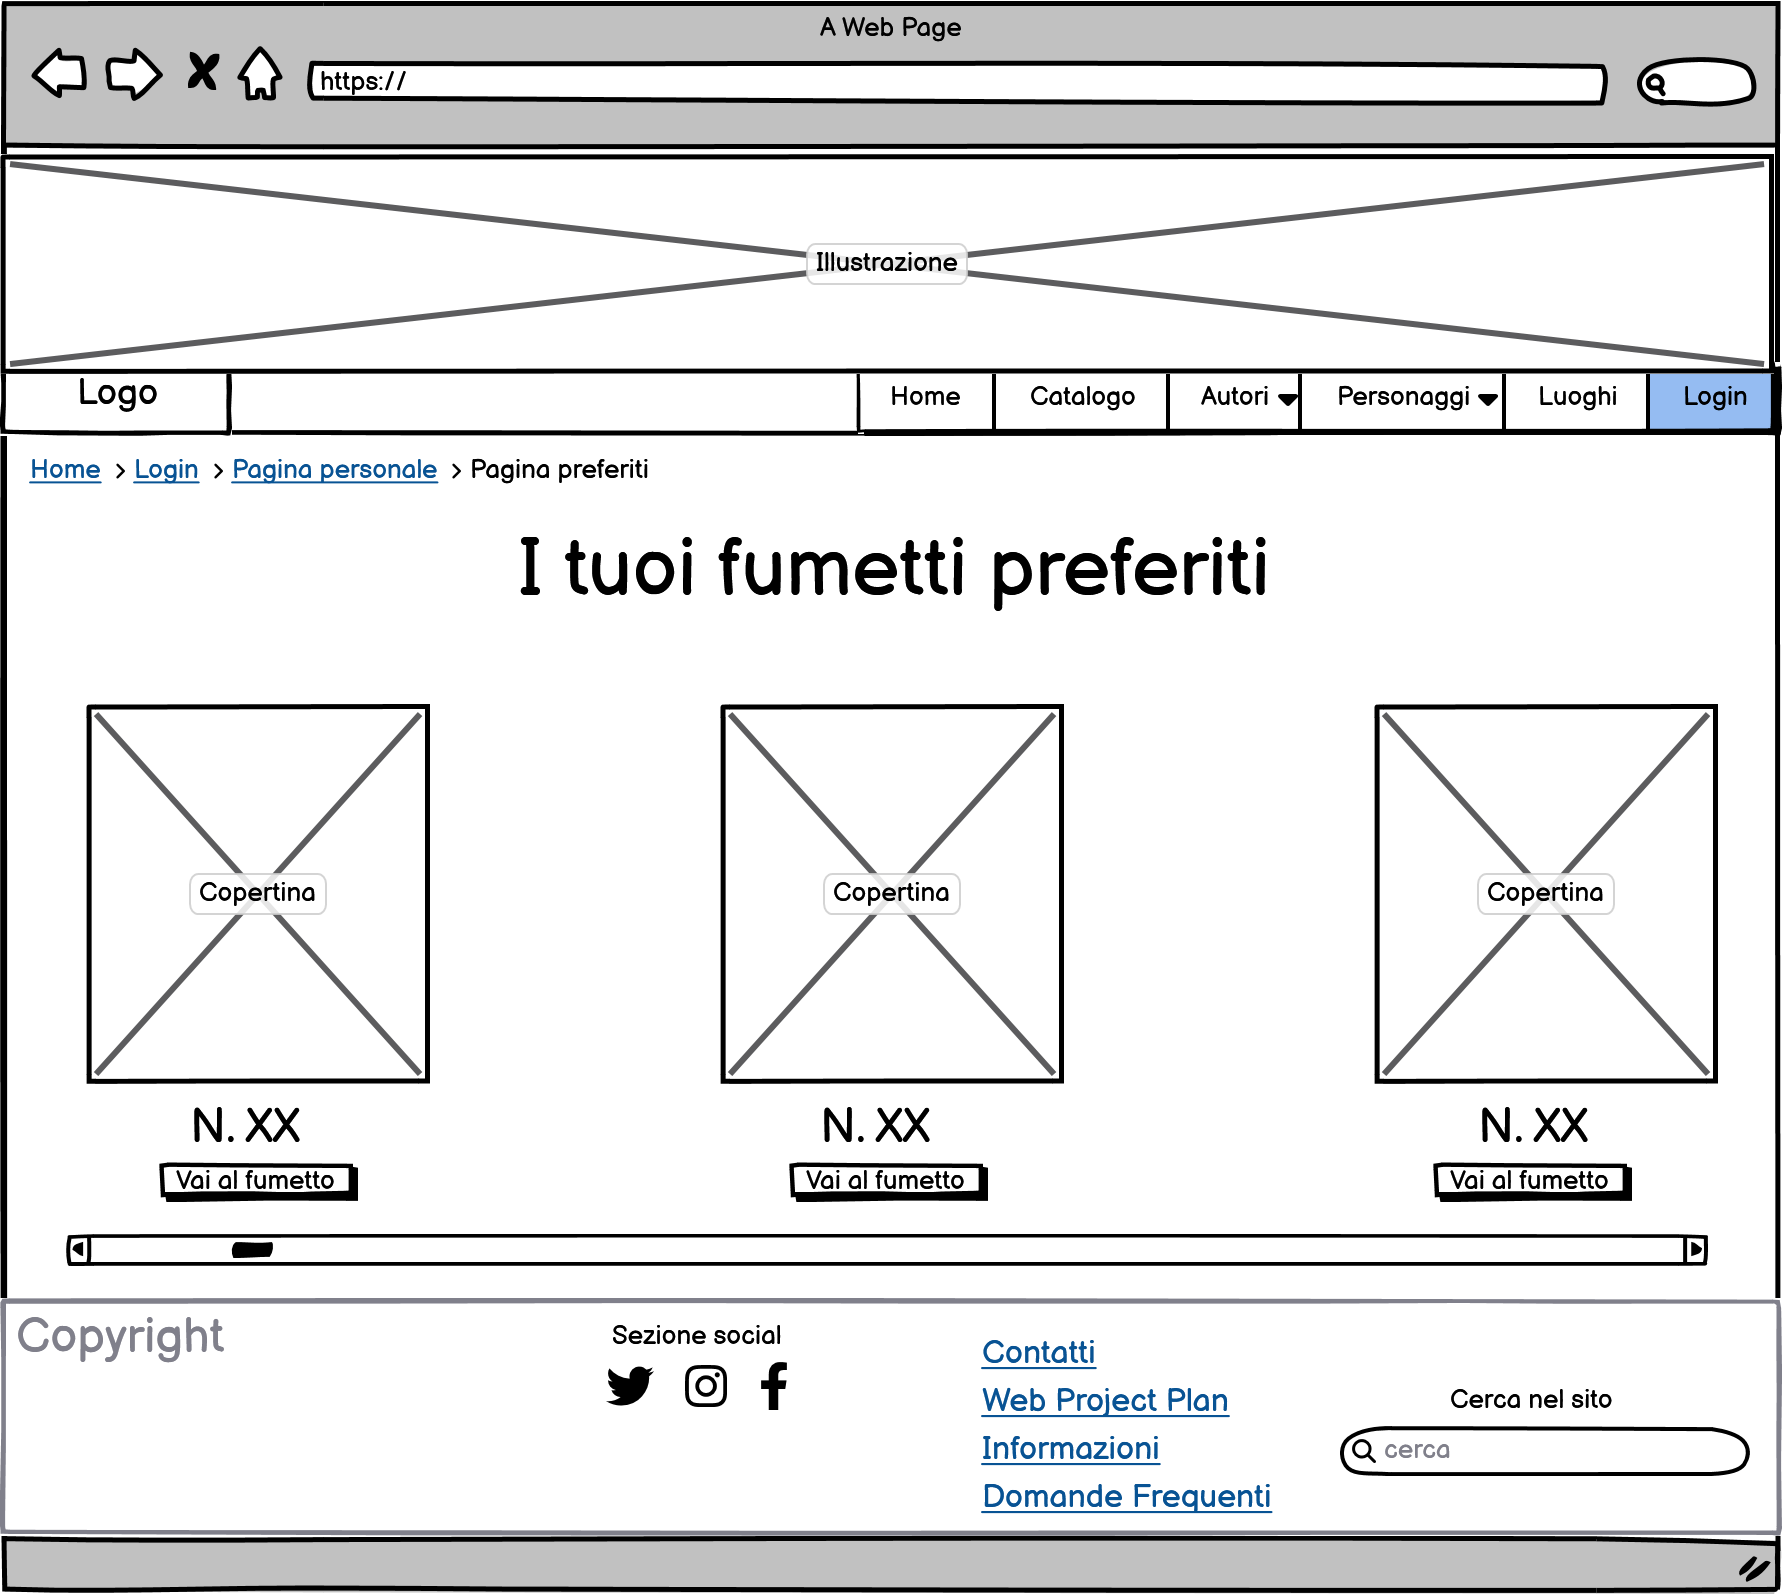 A Web Page
https://
Illustrazione
Logo
Home Catalogo Autori Personaggi Luoghi Login
Home > Login > Pagina personale > Pagina preferiti
I tuoi fumetti preferiti
Copertina Copertina Copertina
N. XX N. XX N. XX
Vai al fumetto Vai al fumetto Vai al fumetto
Copyright
Sezione social
Contatti
Web Project Plan
Informazioni
Domande Frequenti
Cerca nel sito
cerca